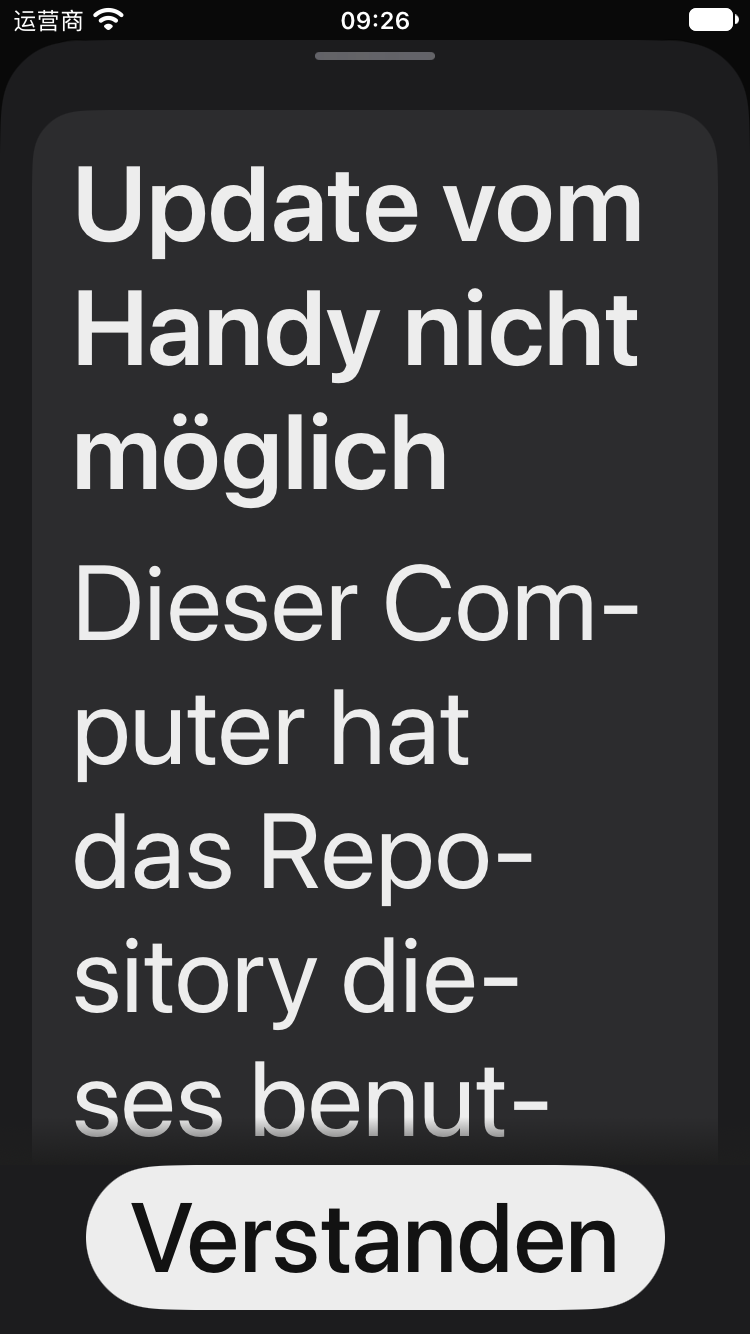 运营商
09:26
Update vom
Handy nicht
möglich
Dieser Com-
puter hat
das Repo-
sitory die-
ses benut-
Verstanden